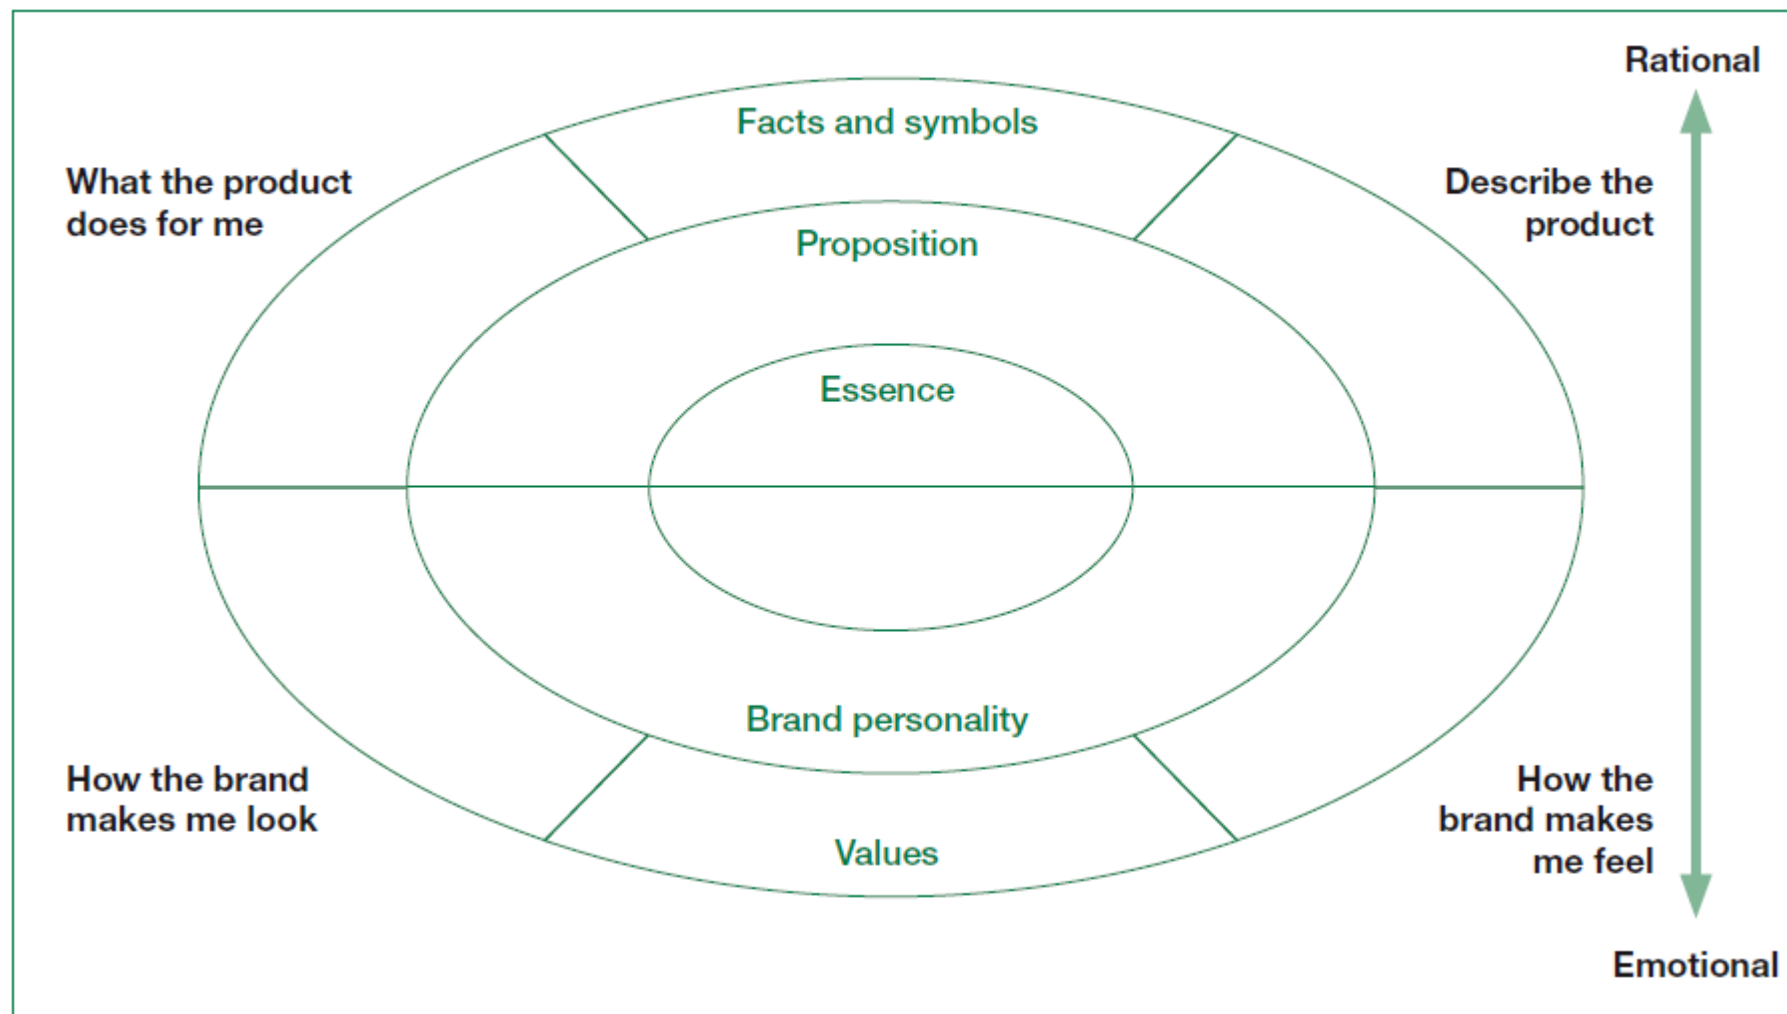 Rational
Facts and symbols
What the product
does for me
Describe the
product
Proposition
Essence
Brand personality
How the brand
makes me look
How the
brand makes
me feel
Values
Emotional